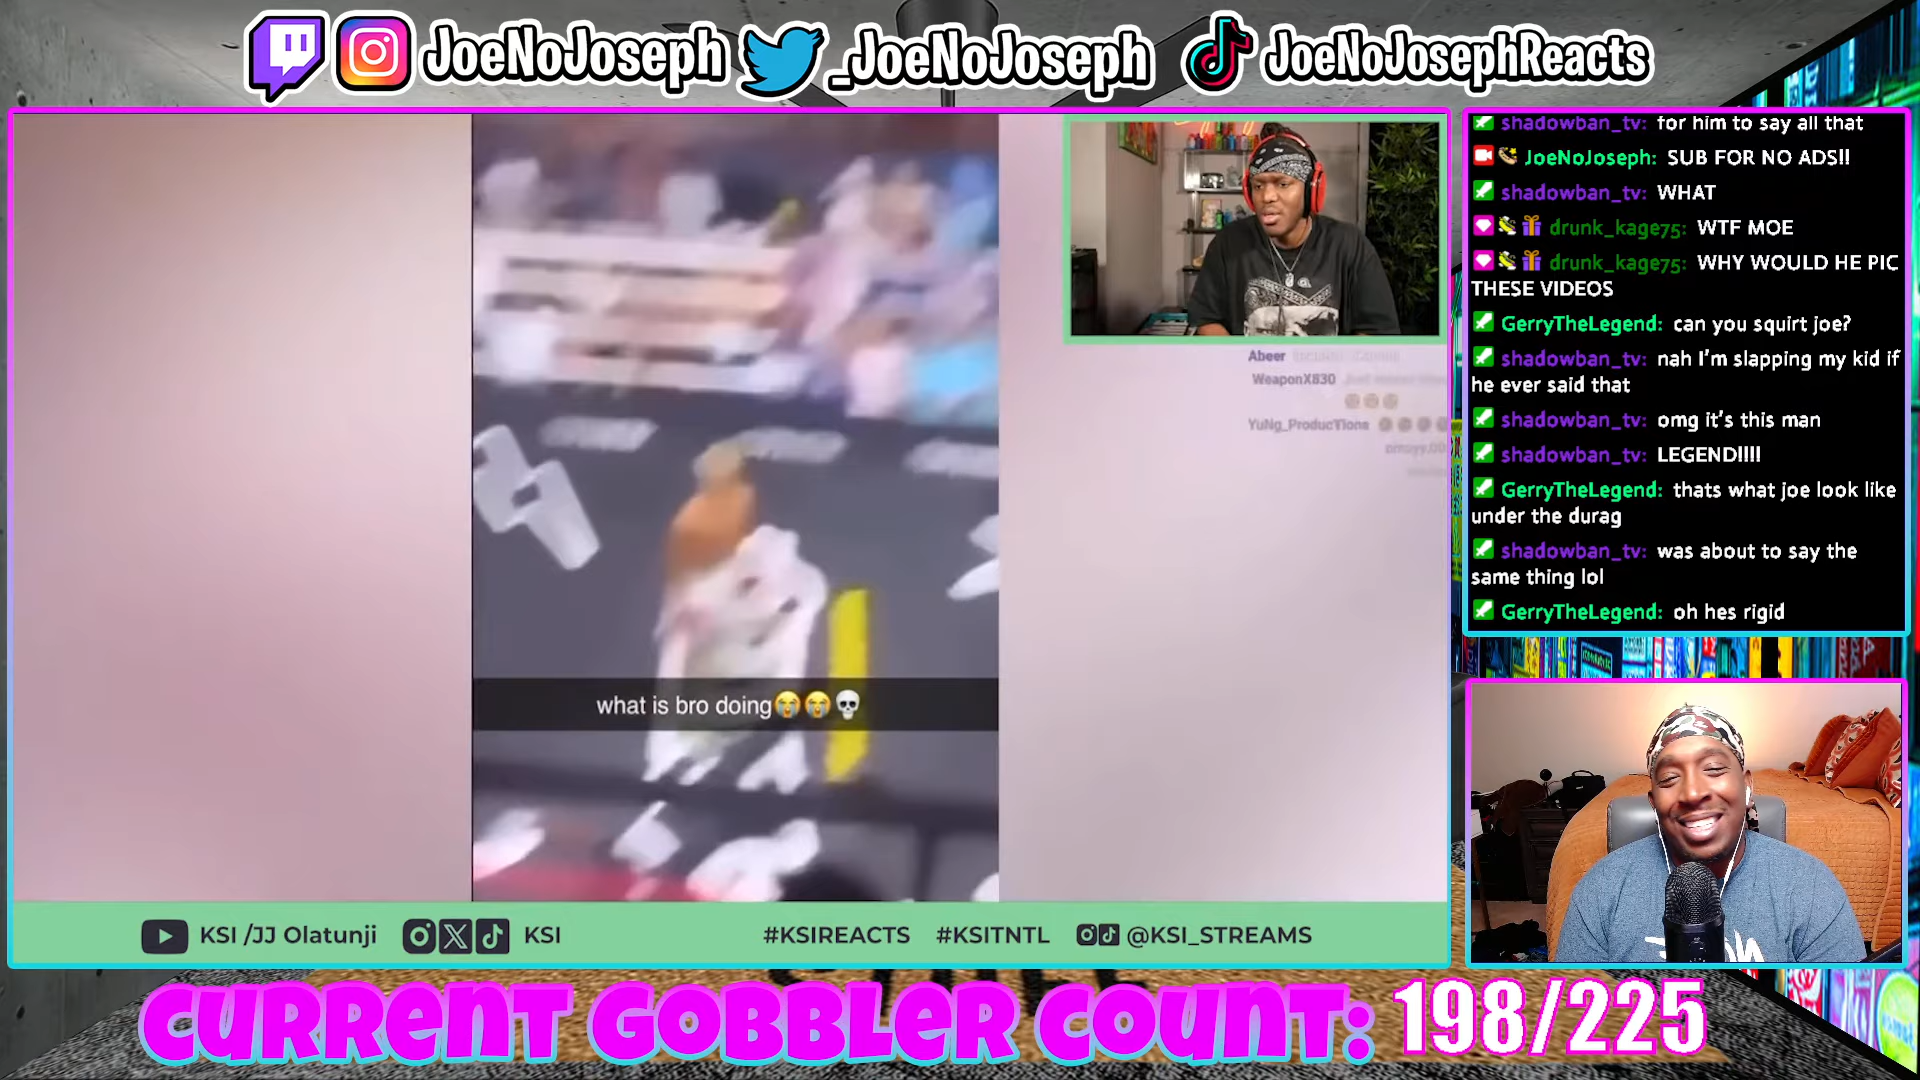 JoeNoJoseph _JoeNoJoseph JoeNoJosephReacts
shadowban_tv: for him to say all that
JoeNoJoseph: SUB FOR NO ADS!!
shadowban_tv: WHAT
drunk_kage75: WTF MOE
drunk_kage75: WHY WOULD HE PIC
THESE VIDEOS
GerryTheLegend: can you squirt joe?
shadowban_tv: nah I'm slapping my kid if
he ever said that
shadowban_tv: omg it's this man
shadowban_tv: LEGEND!!!!
GerryTheLegend: thats what joe look like
under the durag
shadowban_tv: was about to say the
same thing lol
GerryTheLegend: oh hes rigid
Abeer
WeaponX830
YuNg_ProducYIons
what is bro doing😭😭💀
KSI /JJ Olatunji KSI #KSIREACTS #KSITNTL @KSI_STREAMS
CURRENT GOBBLER COUNT: 198/225